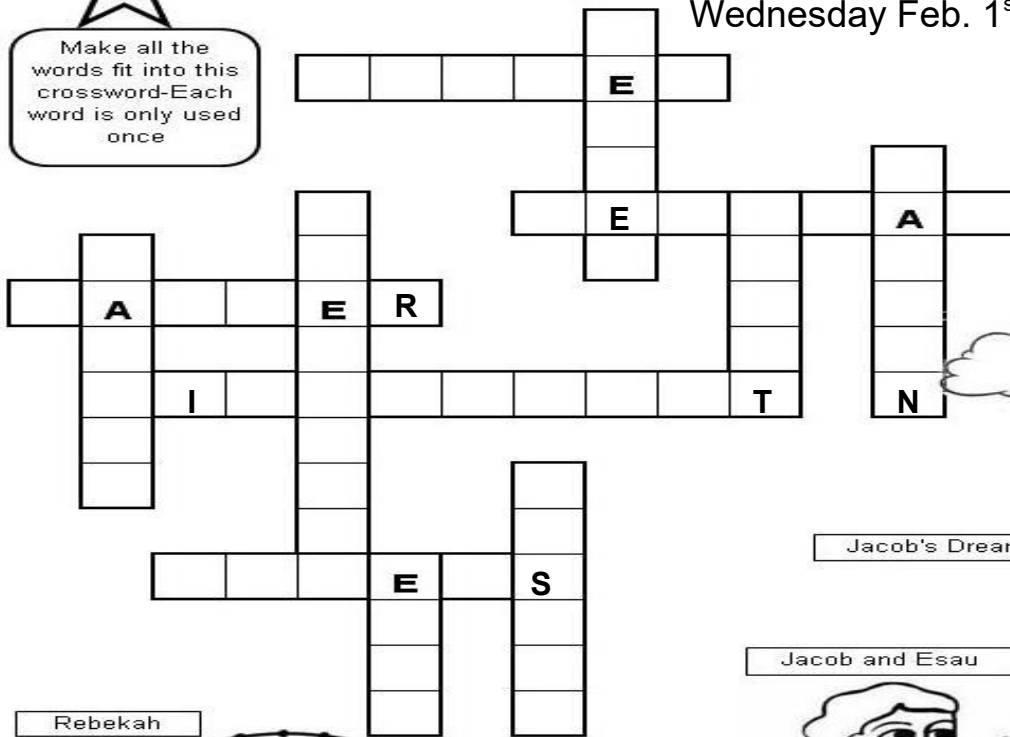 Wednesday Feb. 1
Make all the
words fit into this
crossword-Each
word is only used
once
E
E A
A E R
I T N
E S
Jacob's
Jacob and Esau
Rebekah